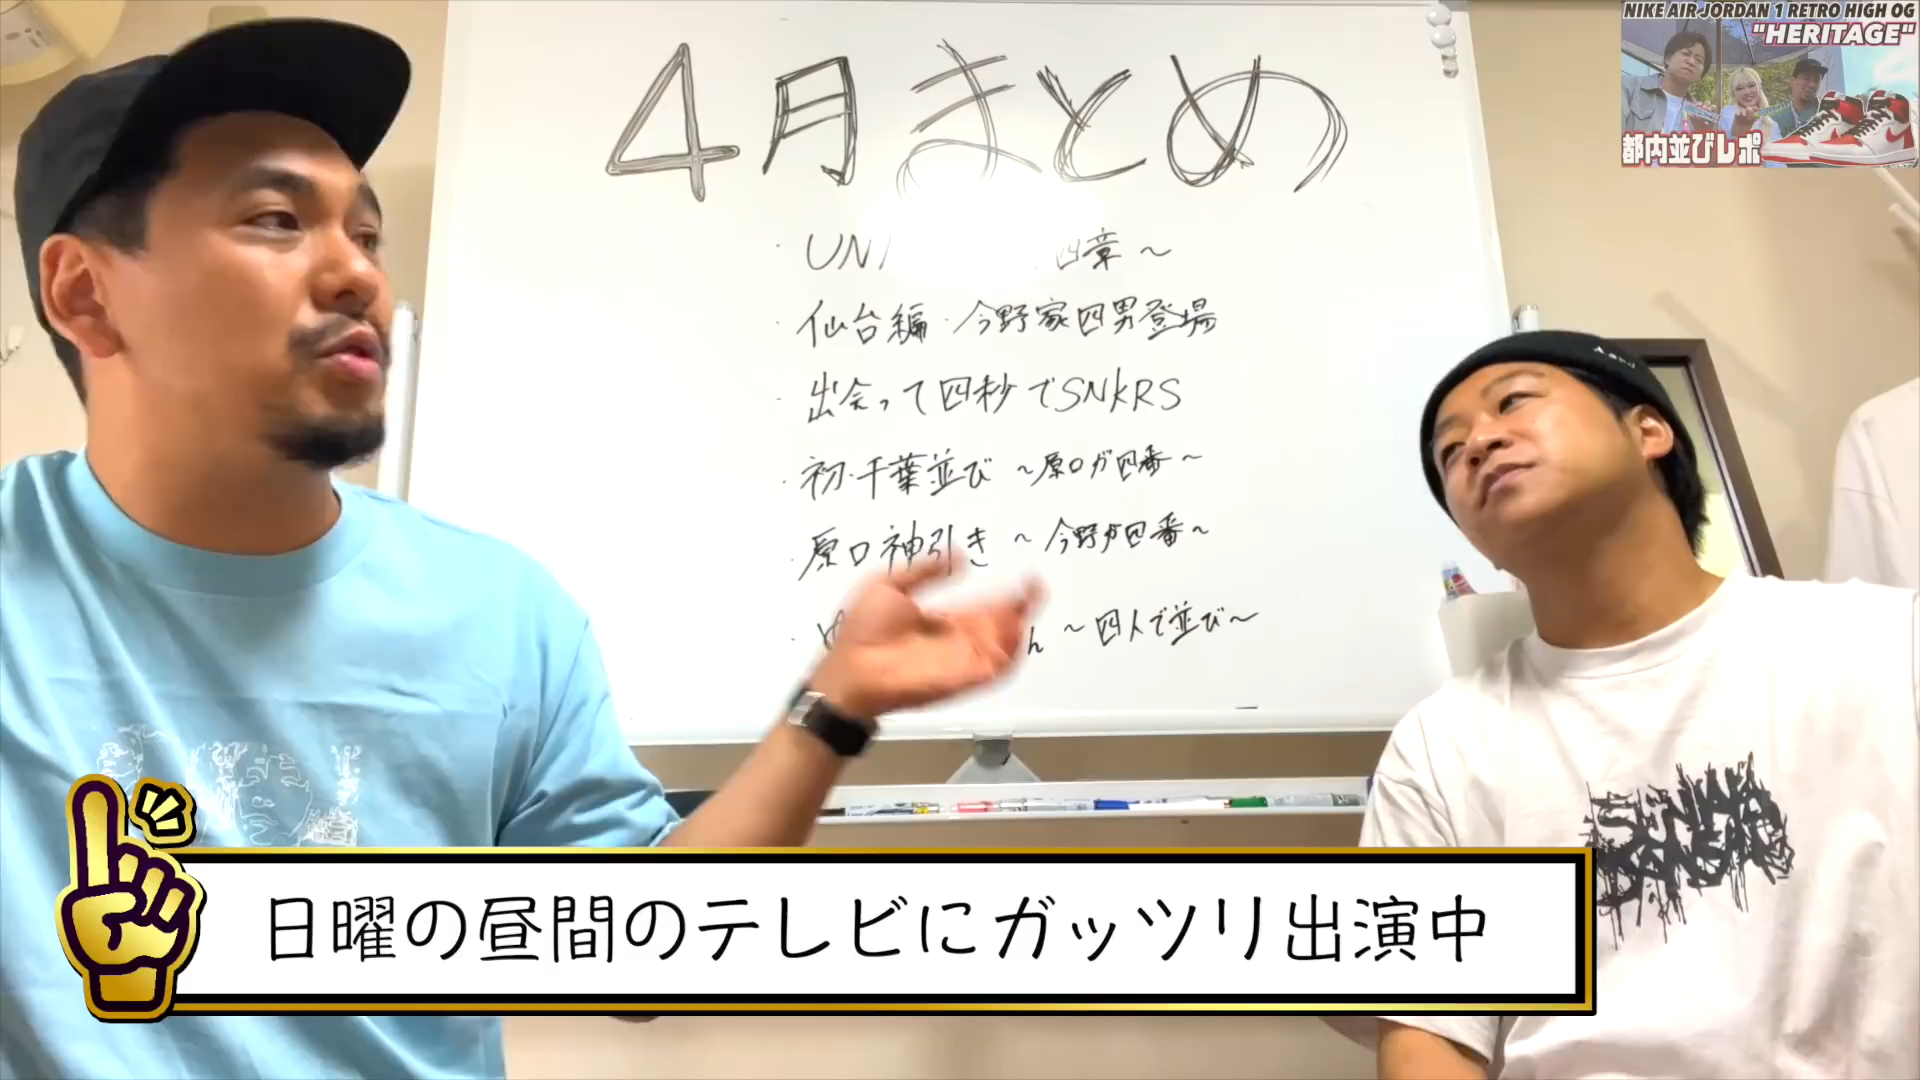 NIKE AIR JORDAN 1 RETRO HIGH OG
"HERITAGE"
都内並びレポ
4月まとめ
・UN 四章～
・仙台編・今野家四男登場
・出会って四秒でSNKRS
・初・千葉並び ～原口が四番～
・原口神引き ～今野が四番～
・ ん ～四人で並び～
日曜の昼間のテレビにガッツリ出演中